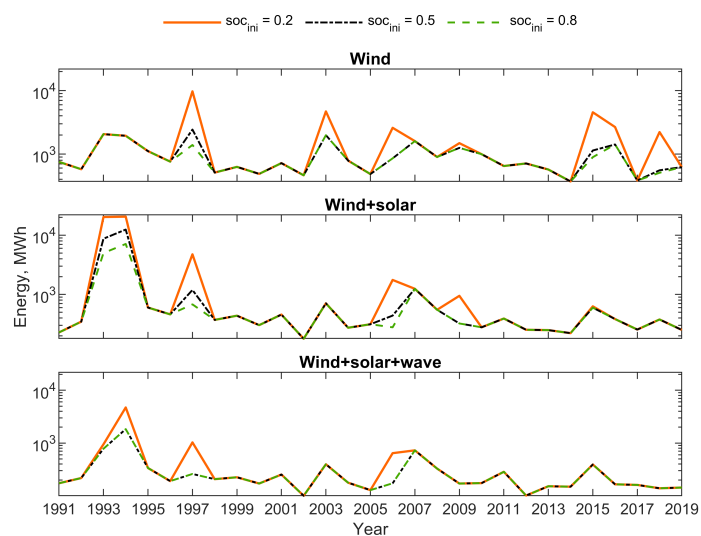 soc_ini = 0.2 soc_ini = 0.5 soc_ini = 0.8
Wind
10^4
10^3
Wind+solar
10^4
10^3
Energy, MWh
Wind+solar+wave
10^4
10^3
1991 1993 1995 1997 1999 2001 2003 2005 2007 2009 2011 2013 2015 2017 2019
Year